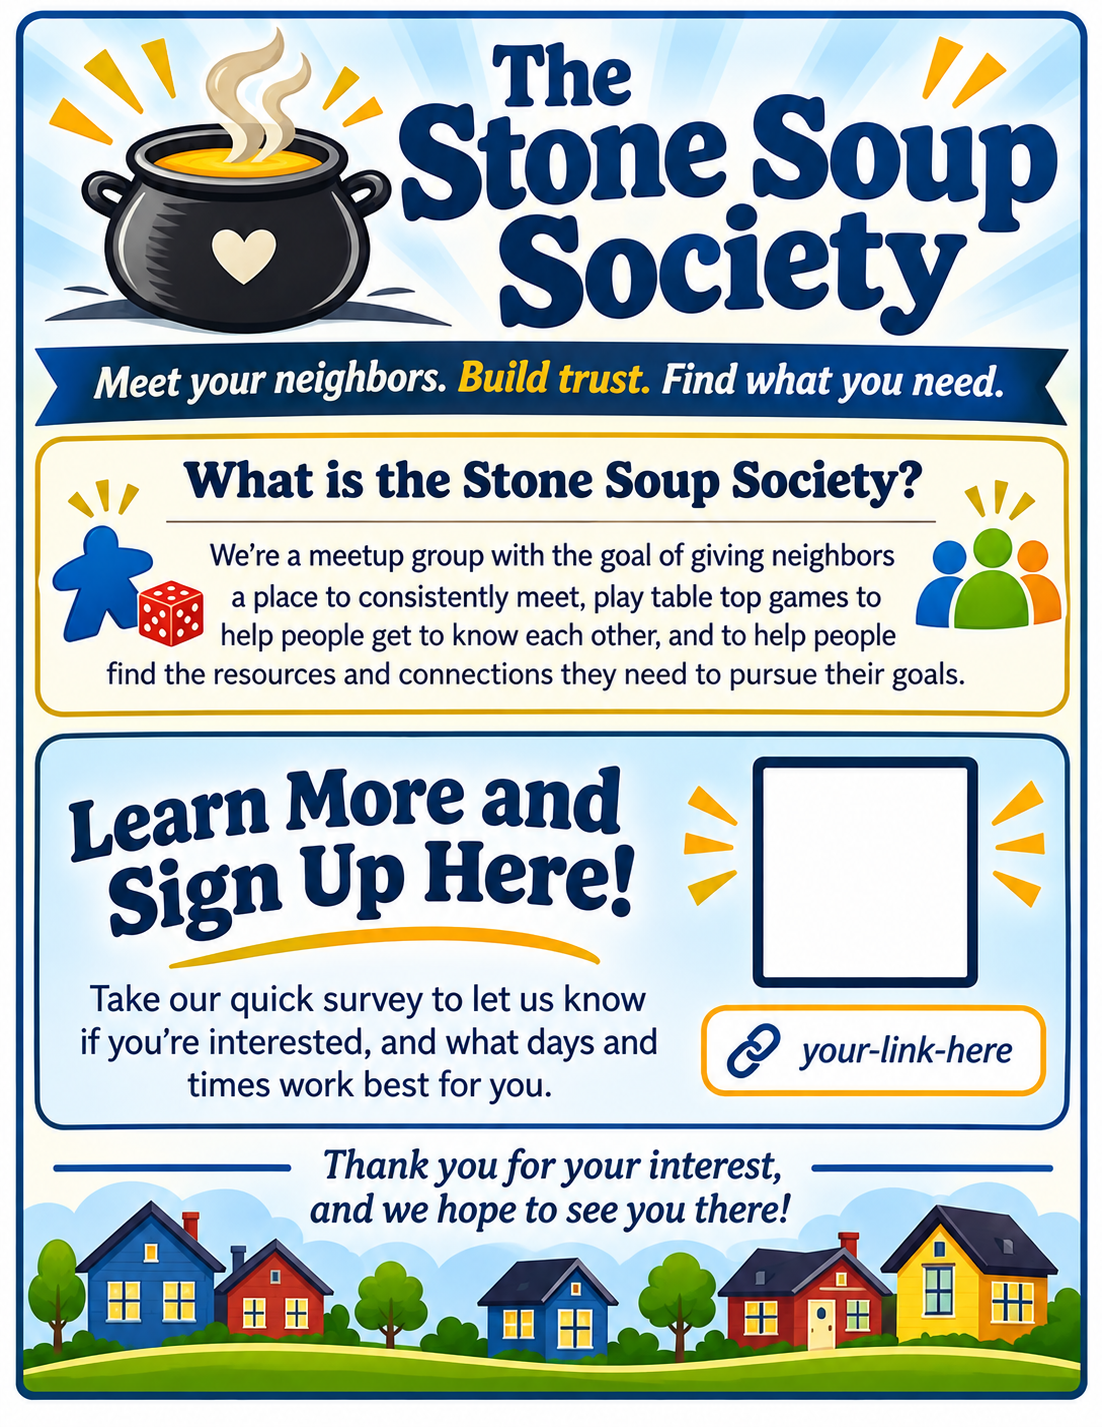 The
Stone Soup
Society
Meet your neighbors. Build trust. Find what you need.
What is the Stone Soup Society?
We're a meetup group with the goal of giving neighbors
a place to consistently meet, play table top games to
help people get to know each other, and to help people
find the resources and connections they need to pursue their goals.
Learn More and
Sign Up Here!
Take our quick survey to let us know
if you're interested, and what days and
times work best for you.
your-link-here
Thank you for your interest,
and we hope to see you there!